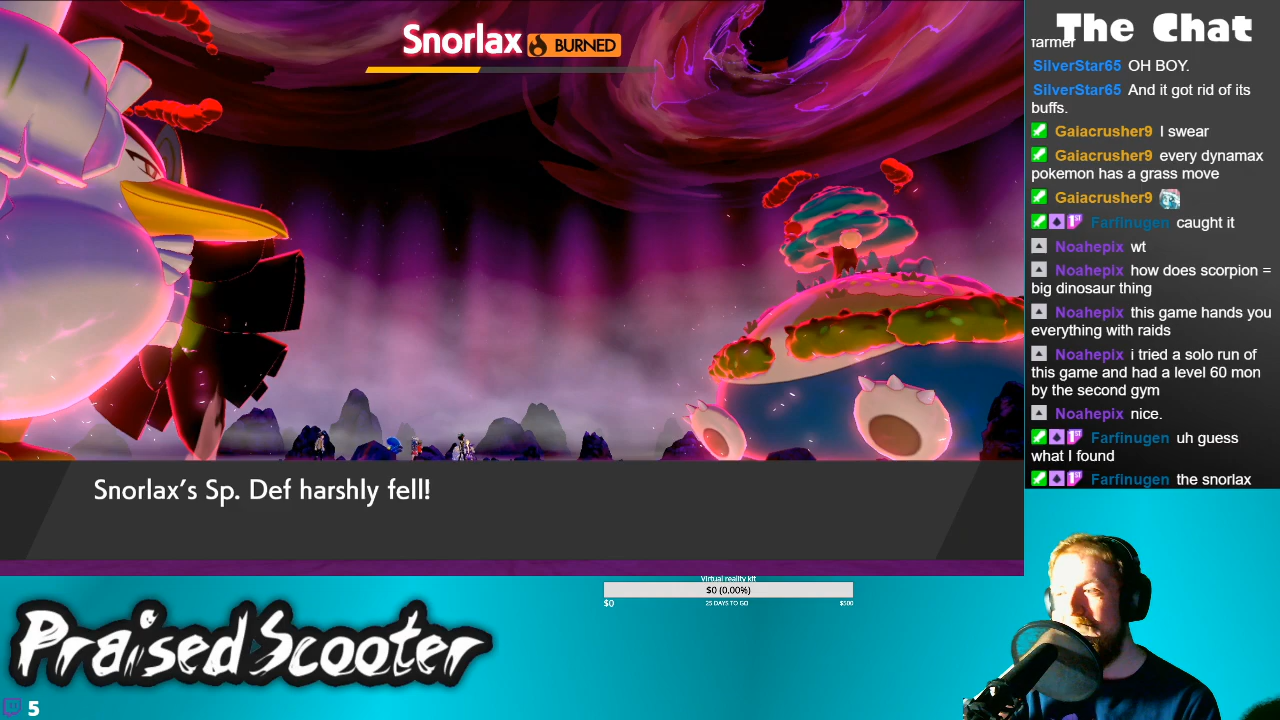 Snorlax BURNED
Snorlax's Sp. Def harshly fell!
The Chat
farmer
SilverStar65 OH BOY.
SilverStar65 And it got rid of its
buffs.
Gaiacrusher9 I swear
Gaiacrusher9 every dynamax
pokemon has a grass move
Gaiacrusher9
Farfinugen caught it
Noahepix wt
Noahepix how does scorpion =
big dinosaur thing
Noahepix this game hands you
everything with raids
Noahepix i tried a solo run of
this game and had a level 60 mon
by the second gym
Noahepix nice.
Farfinugen uh guess
what I found
Farfinugen the snorlax
Virtual reality kit
$0 (0.00%)
$0 25 DAYS TO GO $500
Praised Scooter
5